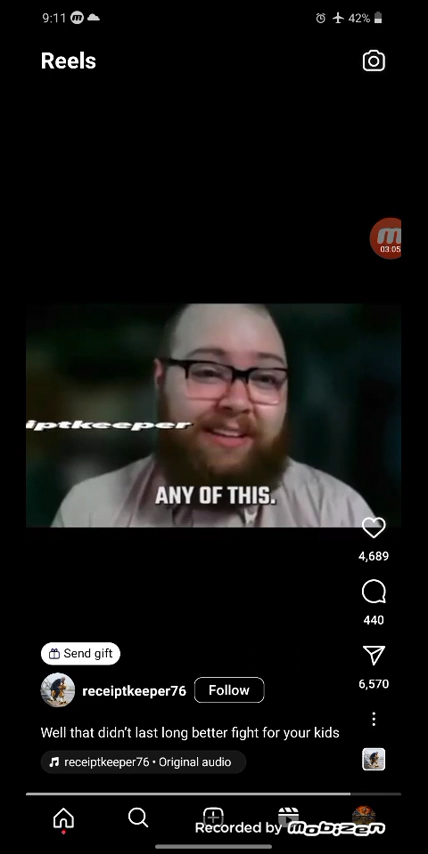 9:11
42%
Reels
03:05
iptkeeper
ANY OF THIS.
4,689
440
Send gift
6,570
receiptkeeper76
Follow
Well that didn't last long better fight for your kids
receiptkeeper76 • Original audio
Recorded by mobizen